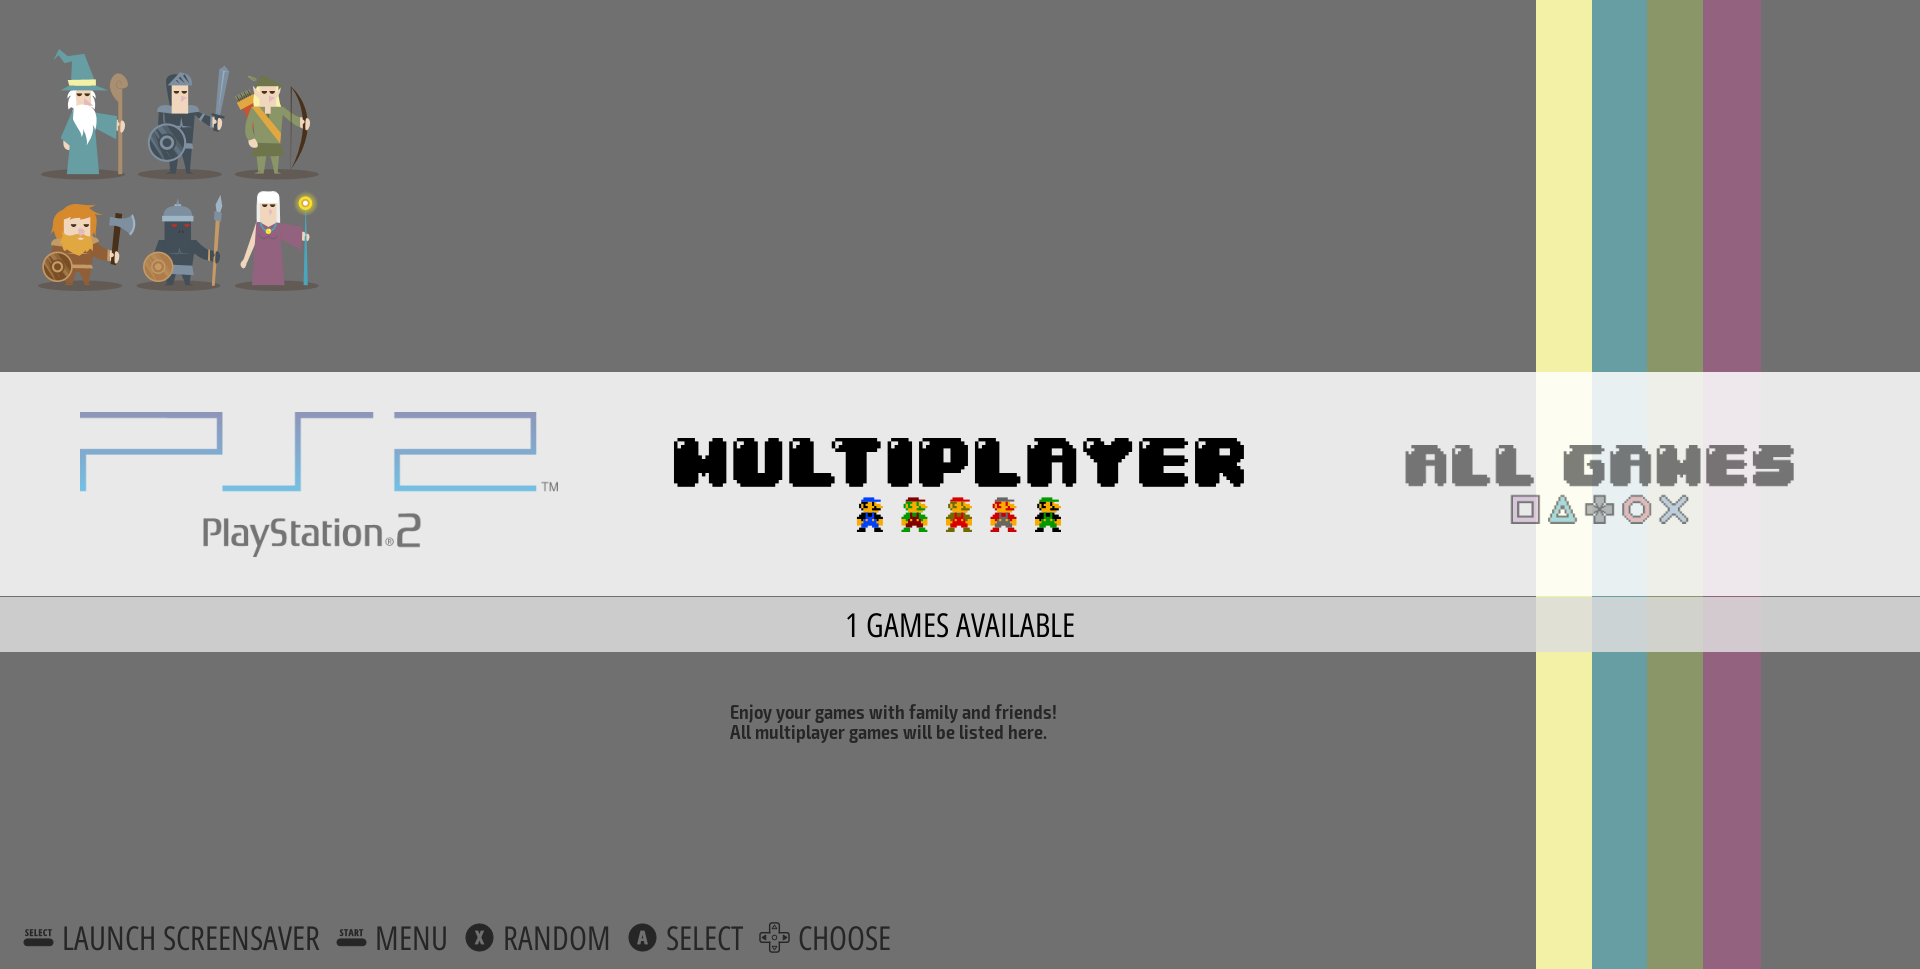 PS2 TM
PlayStation®2
MULTIPLAYER
ALL GAMES
1 GAMES AVAILABLE
Enjoy your games with family and friends!
All multiplayer games will be listed here.
SELECT LAUNCH SCREENSAVER START MENU X RANDOM A SELECT CHOOSE